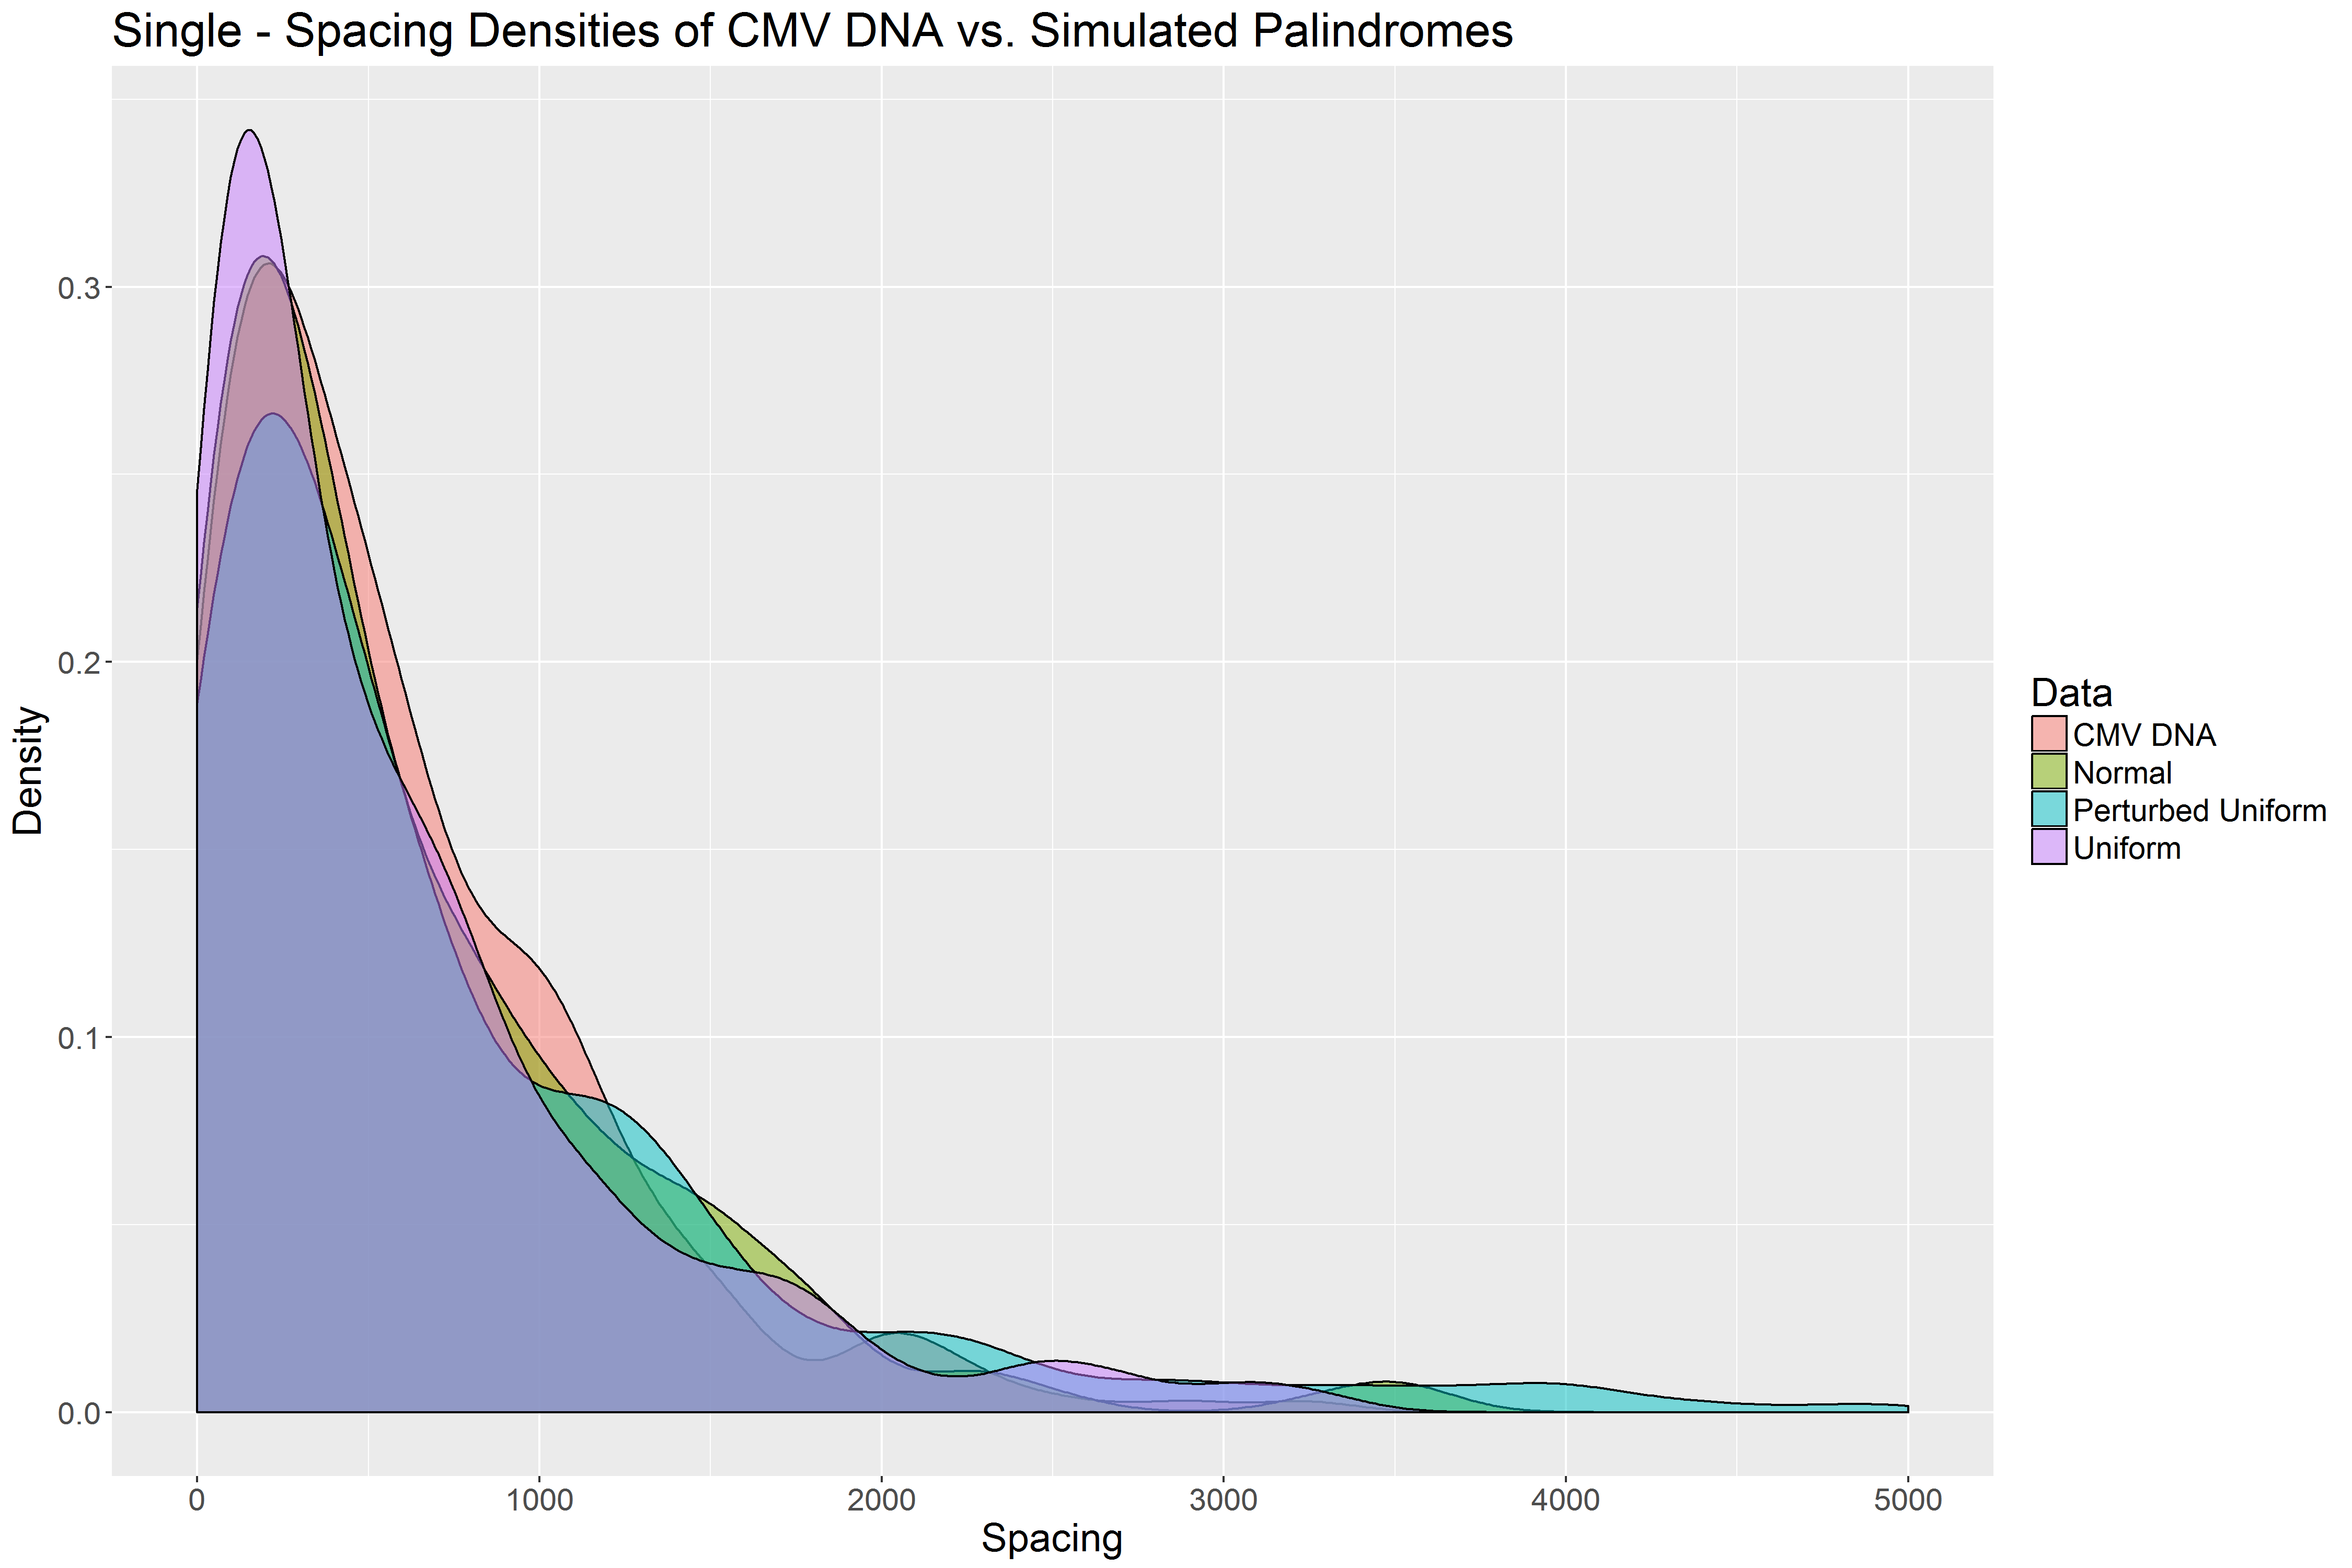 Single - Spacing Densities of CMV DNA vs. Simulated Palindromes
0.3
0.2
0.1
0.0
Density
0 1000 2000 3000 4000 5000
Spacing
Data
CMV DNA
Normal
Perturbed Uniform
Uniform